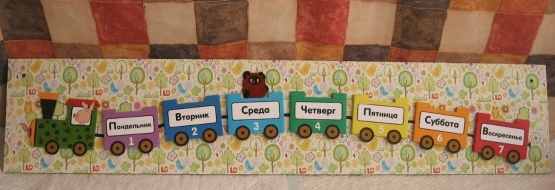 Понедельник
1
Вторник
2
Среда
3
Четверг
4
Пятница
5
Суббота
6
Воскресенье
7